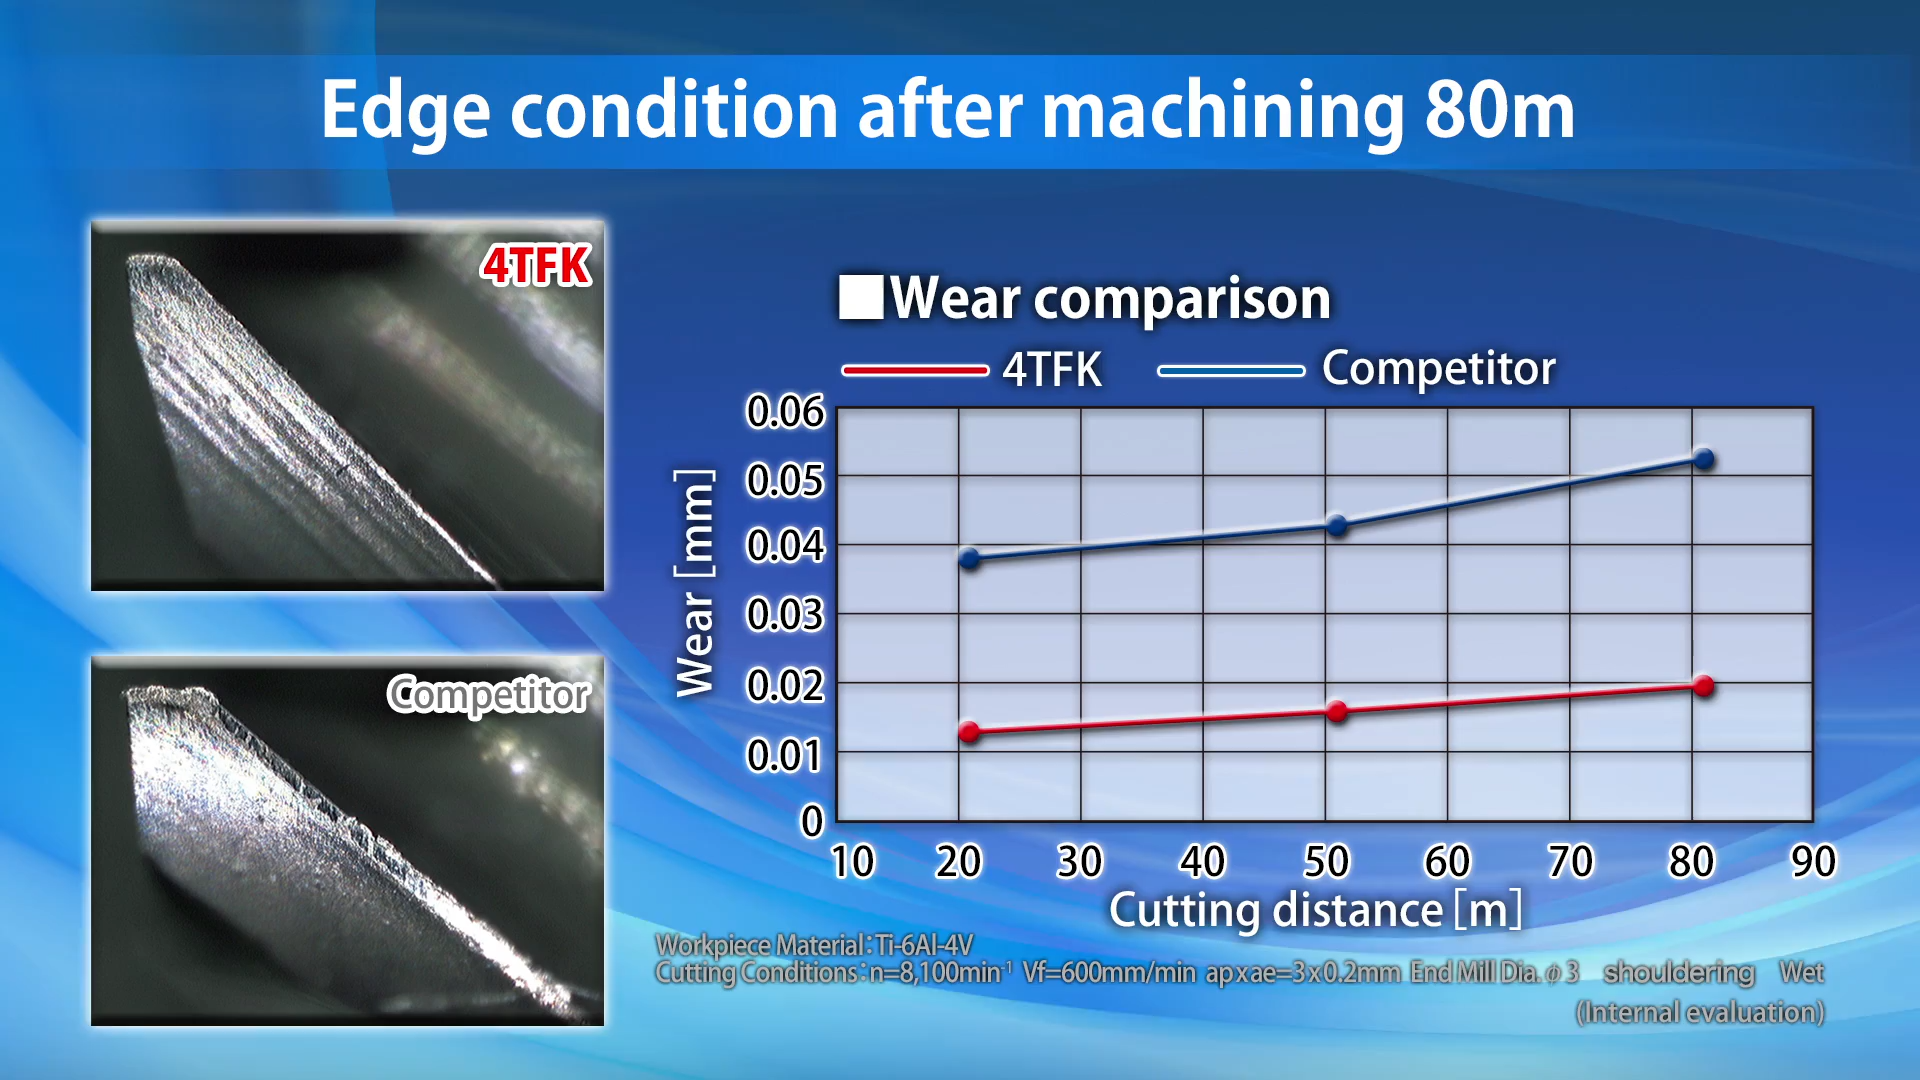 Edge condition after machining 80m
4TFK
Competitor
■Wear comparison
4TFK Competitor
0.06
0.05
0.04
0.03
0.02
0.01
0
Wear [mm]
10 20 30 40 50 60 70 80 90
Cutting distance [m]
Workpiece Material:Ti-6Al-4V
Cutting Conditions:n=8,100min⁻¹ Vf=600mm/min apxae=3x0.2mm End Mill Dia. φ3 shouldering Wet
(Internal evaluation)